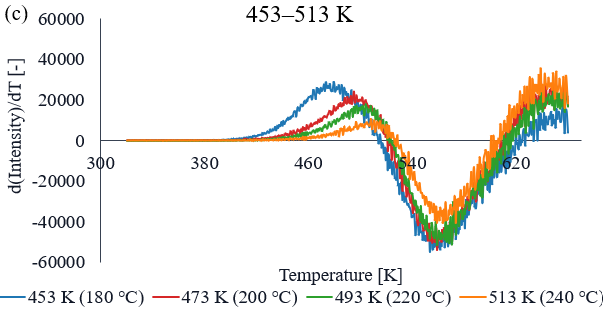 (c)
453–513 K
60000
40000
20000
0
-20000
-40000
-60000
d(Intensity)/dT [-]
300 380 460 540 620
Temperature [K]
453 K (180 °C) 473 K (200 °C) 493 K (220 °C) 513 K (240 °C)